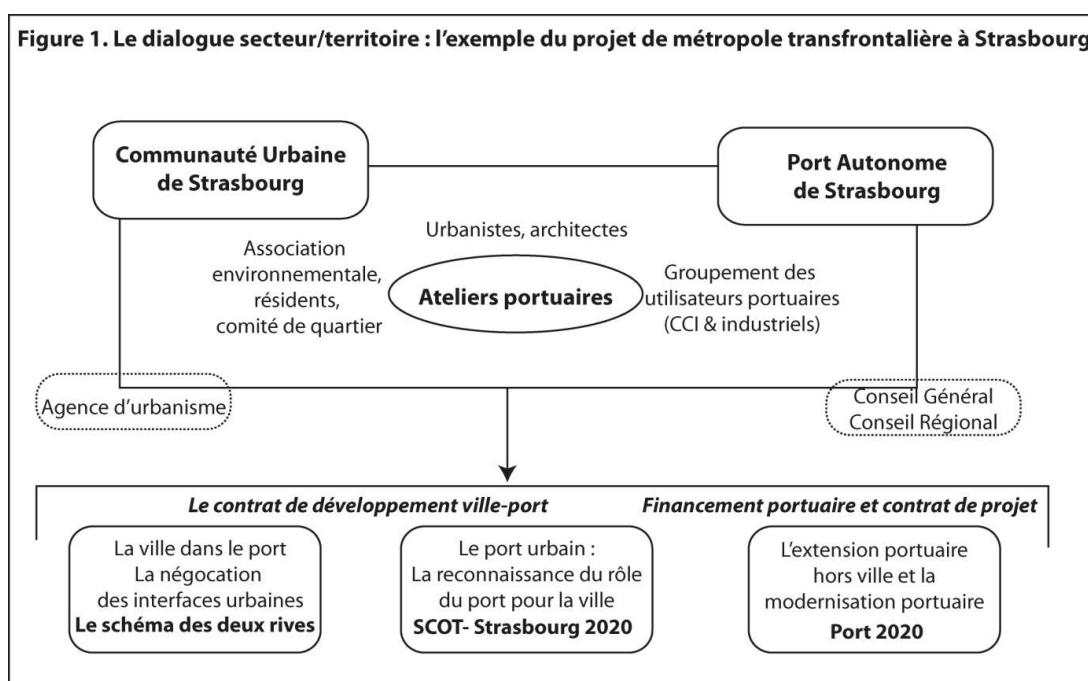 Figure 1. Le dialogue secteur/territoire : l'exemple du projet de métropole transfrontalière à Strasbourg
Communauté Urbaine
de Strasbourg
Port Autonome
de Strasbourg
Urbanistes, architectes
Association
environnementale,
résidents,
comité de quartier
Ateliers portuaires
Groupement des
utilisateurs portuaires
(CCI & industriels)
Agence d'urbanisme
Conseil Général
Conseil Régional
Le contrat de développement ville-port
Financement portuaire et contrat de projet
La ville dans le port
La négocation
des interfaces urbaines
Le schéma des deux rives
Le port urbain :
La reconnaissance du rôle
du port pour la ville
SCOT- Strasbourg 2020
L'extension portuaire
hors ville et la
modernisation portuaire
Port 2020